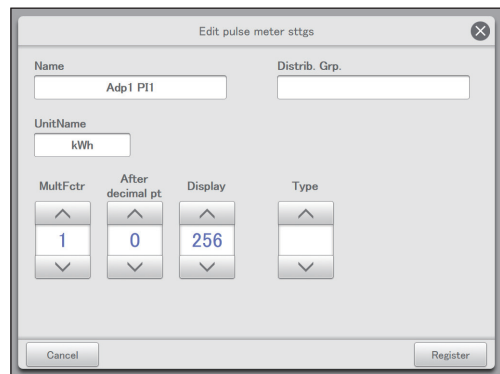 Edit pulse meter sttgs
Name
Distrib. Grp.
Adp1 PI1
UnitName
kWh
MultFctr
After
decimal pt
Display
Type
1
0
256
Cancel
Register